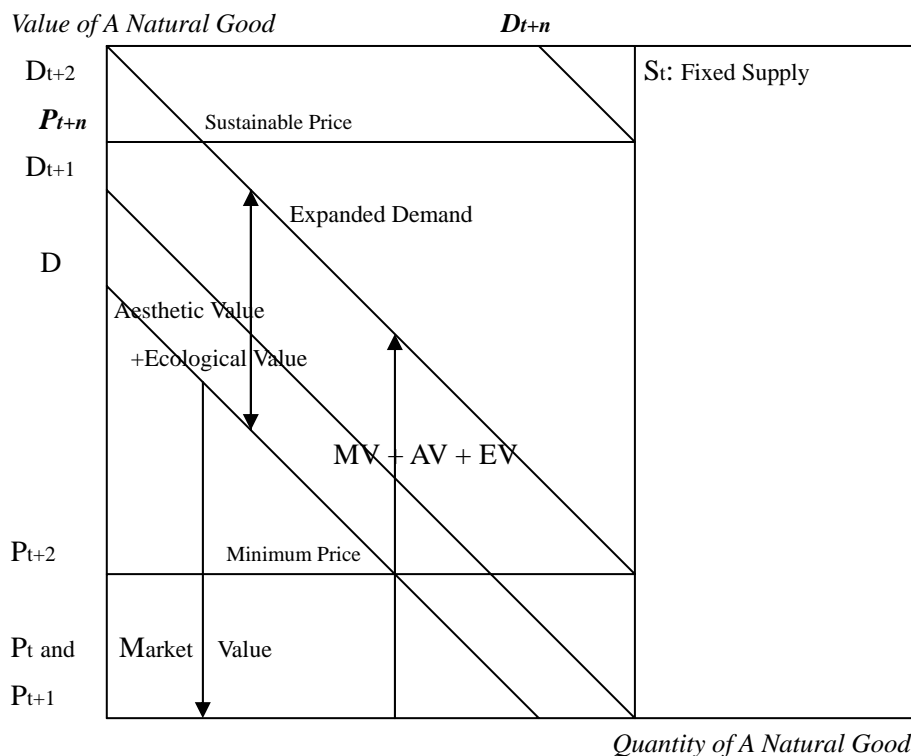 Value of A Natural Good
Dt+n
Dt+2
St: Fixed Supply
Pt+n
Sustainable Price
Dt+1
Expanded Demand
D
Aesthetic Value
+Ecological Value
MV + AV + EV
Pt+2
Minimum Price
Pt and
Market Value
Pt+1
Quantity of A Natural Good